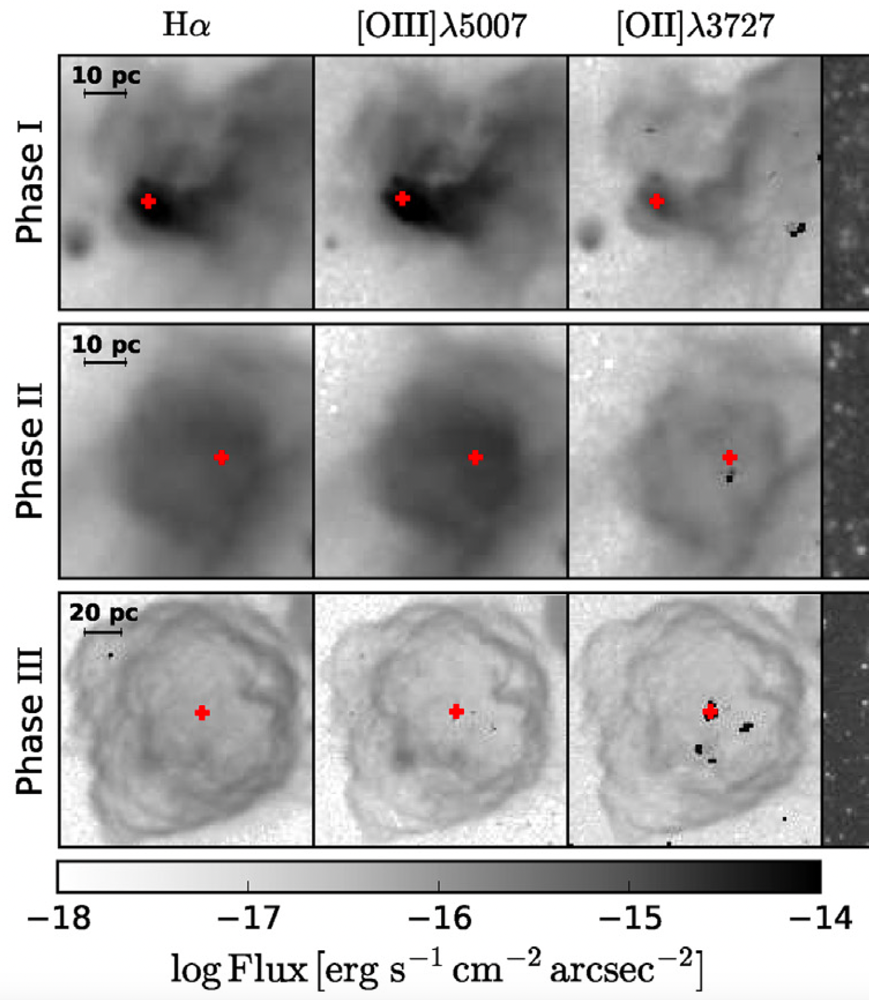 Hα [OIII]λ5007 [OII]λ3727
Phase I
10 pc
Phase II
10 pc
Phase III
20 pc
−18 −17 −16 −15 −14
log Flux [erg s⁻¹ cm⁻² arcsec⁻²]